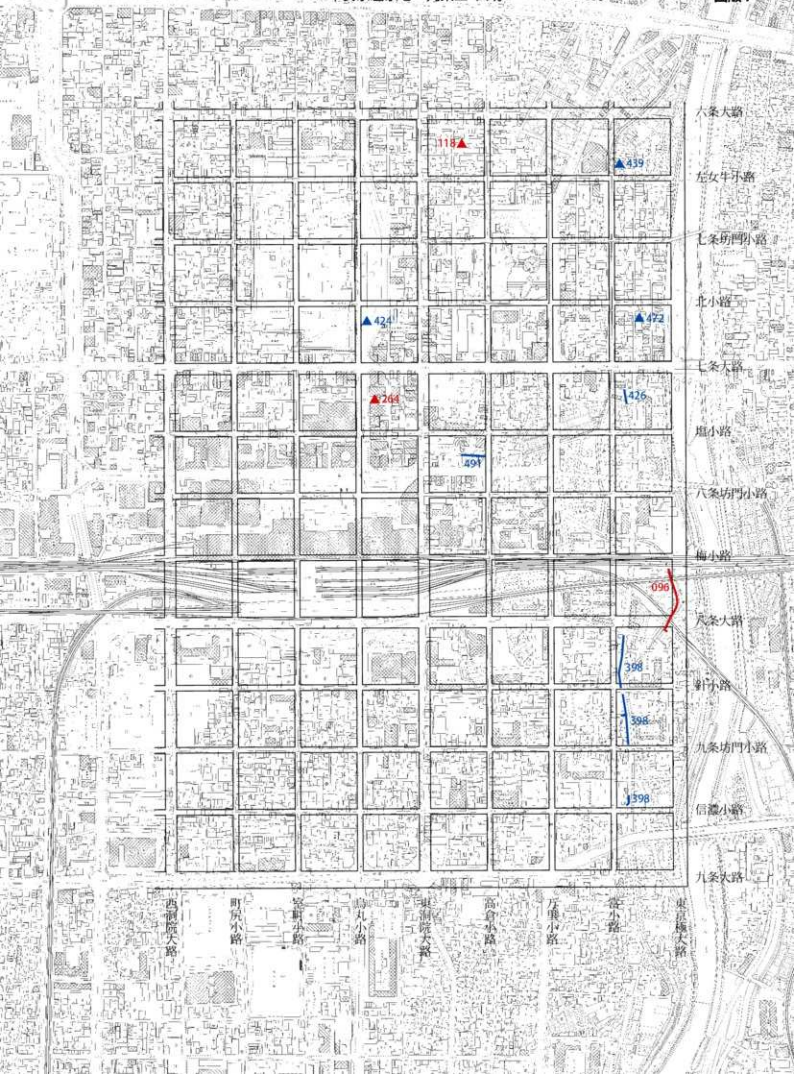 118
六条大路
439
左女牛小路
七条坊門小路
北小路
424
472
七条大路
264
426
塩小路
491
八条坊門小路
梅小路
096
八条大路
398
針小路
398
九条坊門小路
398
信濃小路
九条大路
西洞院大路
町尻小路
室町小路
烏丸小路
東洞院大路
高倉小路
万里小路
富小路
東京極大路